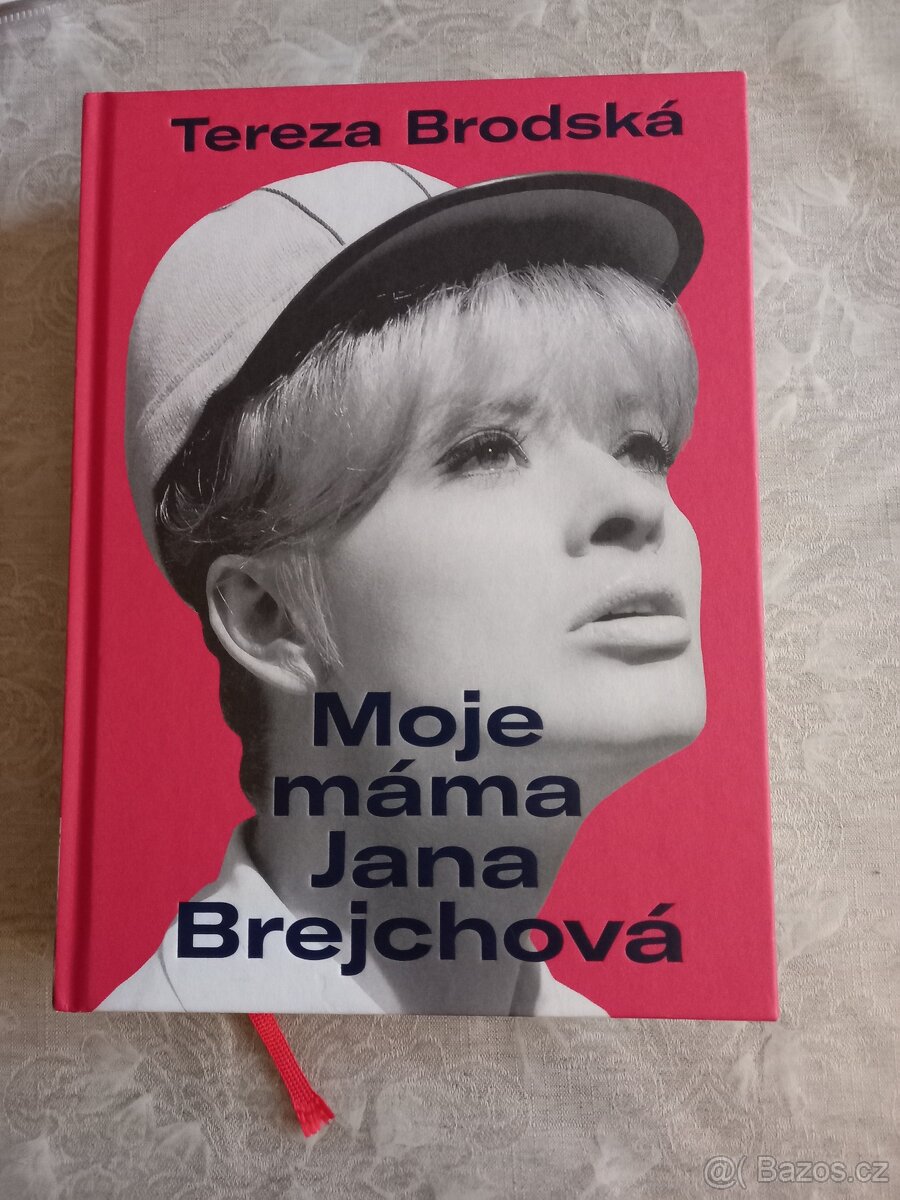 Tereza Brodská
Moje
máma
Jana
Brejchová
@( Bazos.cz